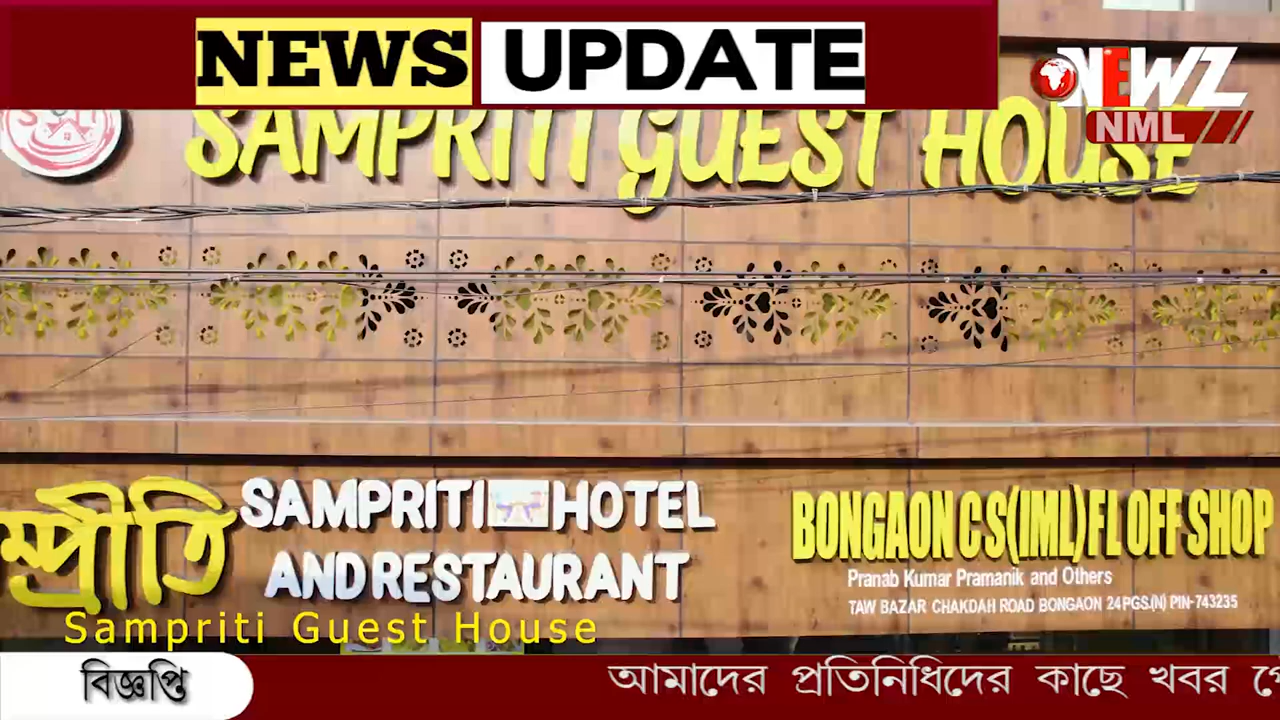 NEWS UPDATE
NEWZ
NML
SAMPRITI GUEST HOUSE
SAMPRITI HOTEL
AND RESTAURANT
BONGAON C S (IML) FL OFF SHOP
Pranab Kumar Pramanik and Others
TAW BAZAR CHAKDAH ROAD BONGAON 24 PGS.(N) PIN-743235
Sampriti Guest House
বিজ্ঞপ্তি
আমাদের প্রতিনিধিদের কাছে খবর